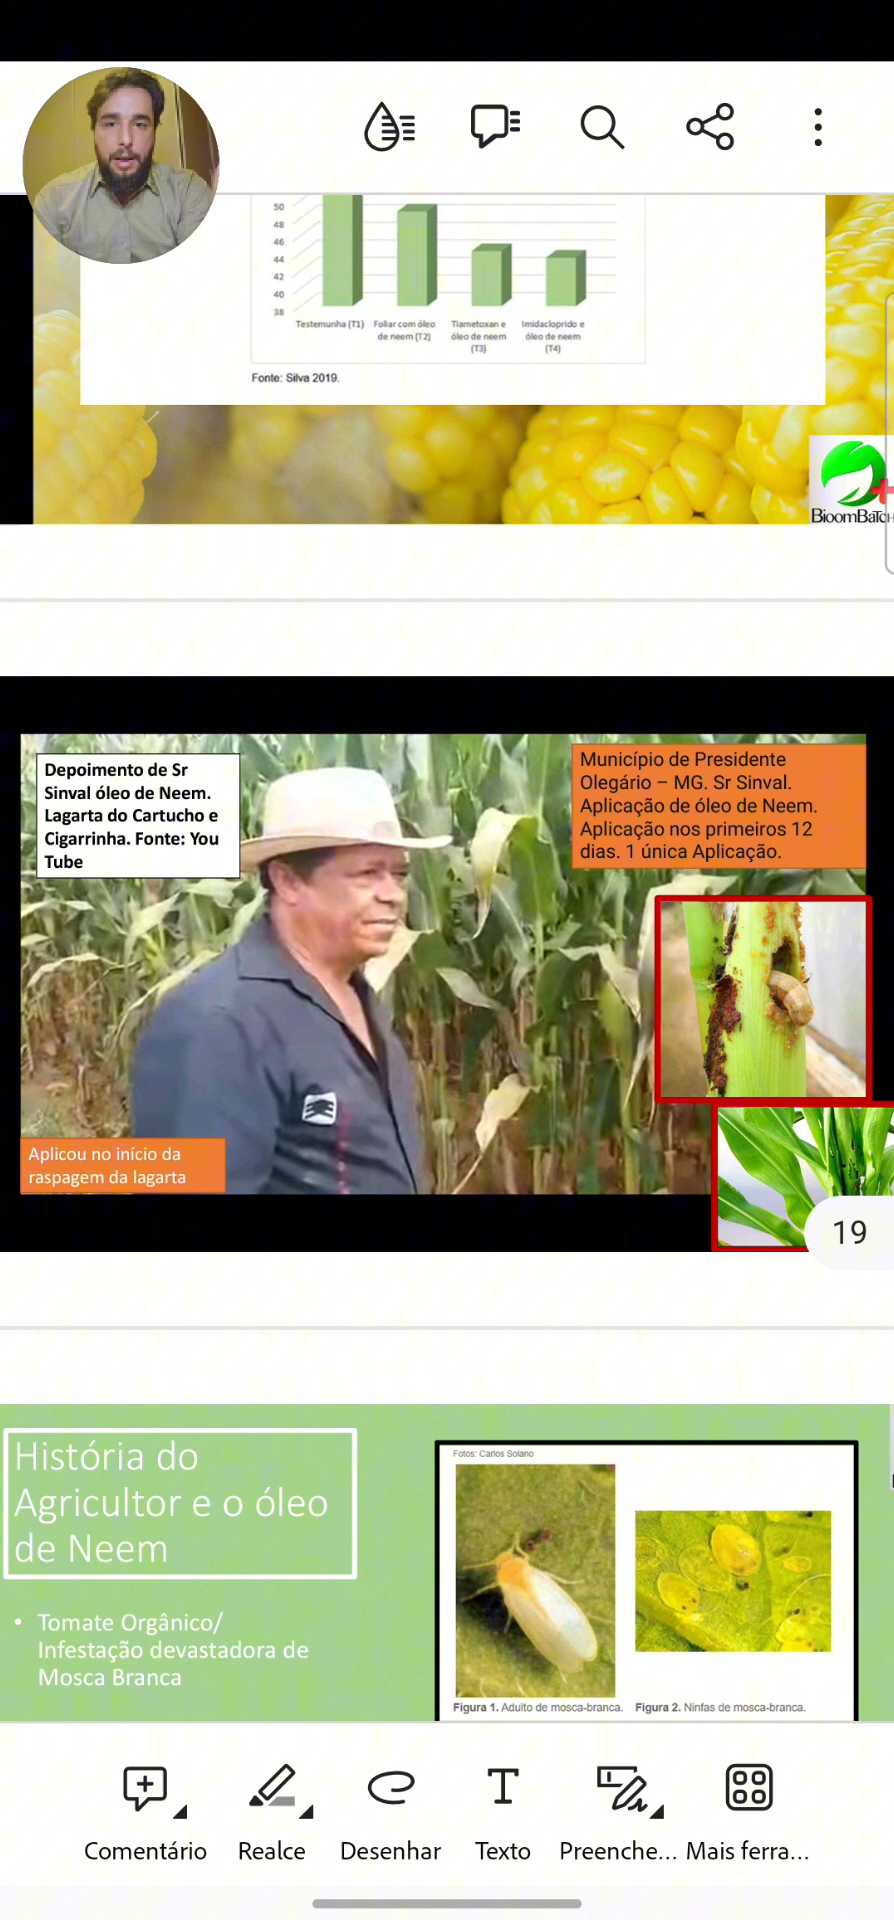 50
48
46
44
42
40
38
Testemunha (T1)
Foliar com óleo
de neem (T2)
Tiametoxan e
óleo de neem
(T3)
Imidacloprido e
óleo de neem
(T4)
Fonte: Silva 2019.
BioomBaTcH
Depoimento de Sr
Sinval óleo de Neem.
Lagarta do Cartucho e
Cigarrinha. Fonte: You
Tube
Município de Presidente
Olegário – MG. Sr Sinval.
Aplicação de óleo de Neem.
Aplicação nos primeiros 12
dias. 1 única Aplicação.
Aplicou no início da
raspagem da lagarta
19
História do
Agricultor e o óleo
de Neem
• Tomate Orgânico/
Infestação devastadora de
Mosca Branca
Fotos: Carlos Solano
Figura 1. Adulto de mosca-branca.
Figura 2. Ninfas de mosca-branca.
Comentário
Realce
Desenhar
T
Texto
Preenche...
Mais ferra...